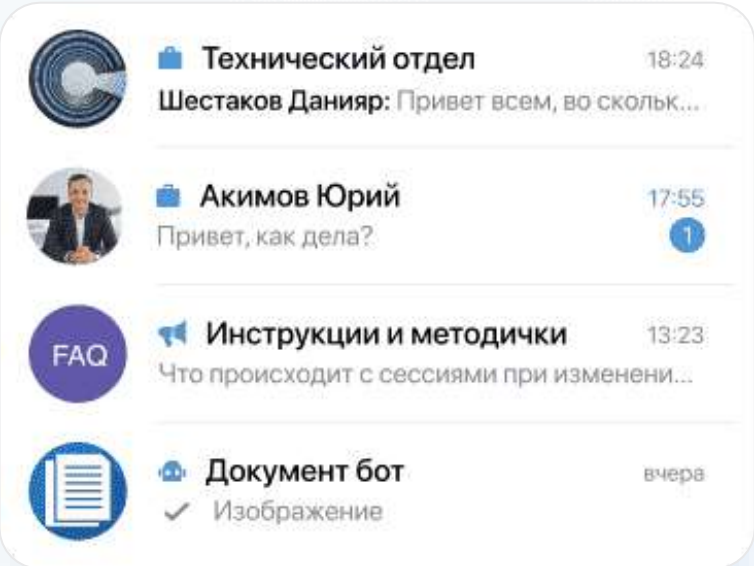 Технический отдел 18:24
Шестаков Данияр: Привет всем, во скольк...
Акимов Юрий 17:55
Привет, как дела? 1
FAQ Инструкции и методички 13:23
Что происходит с сессиями при изменени...
Документ бот вчера
Изображение